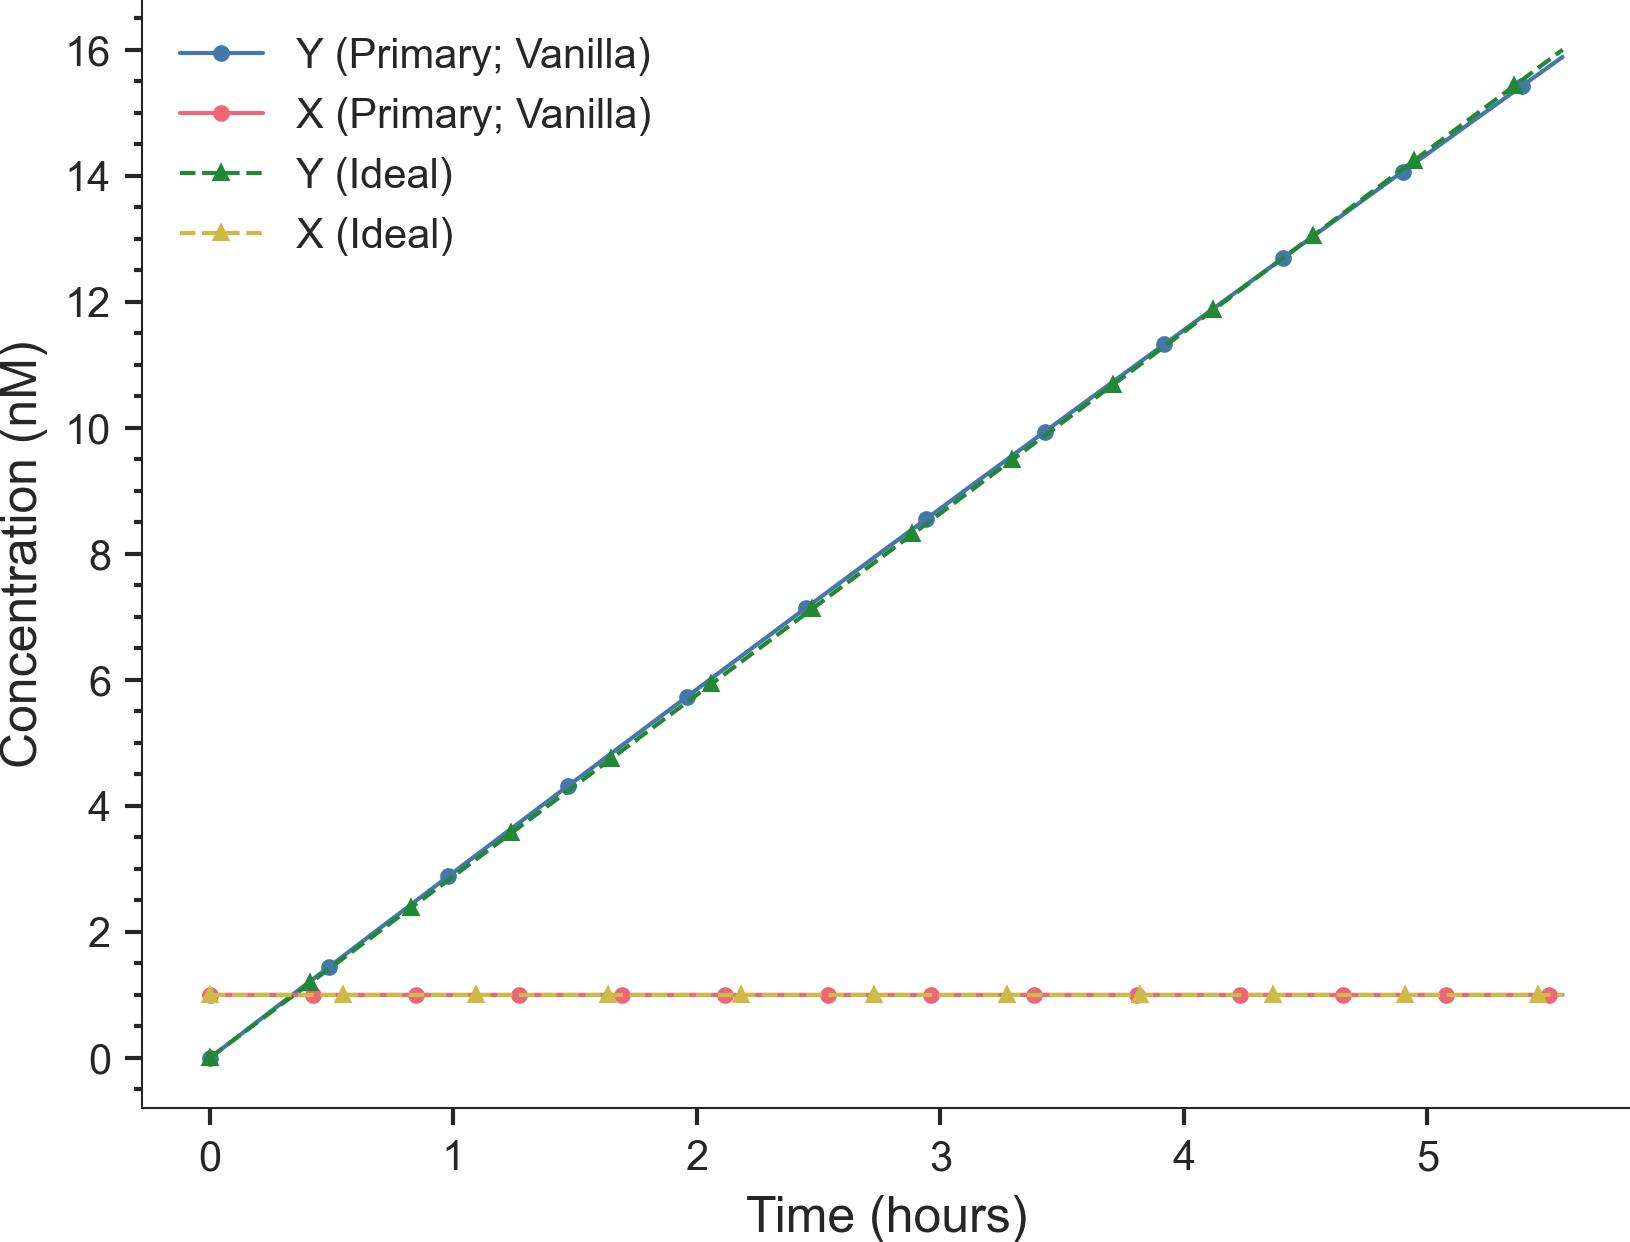 Y (Primary; Vanilla)
X (Primary; Vanilla)
Y (Ideal)
X (Ideal)
Concentration (nM)
16
14
12
10
8
6
4
2
0
0 1 2 3 4 5
Time (hours)